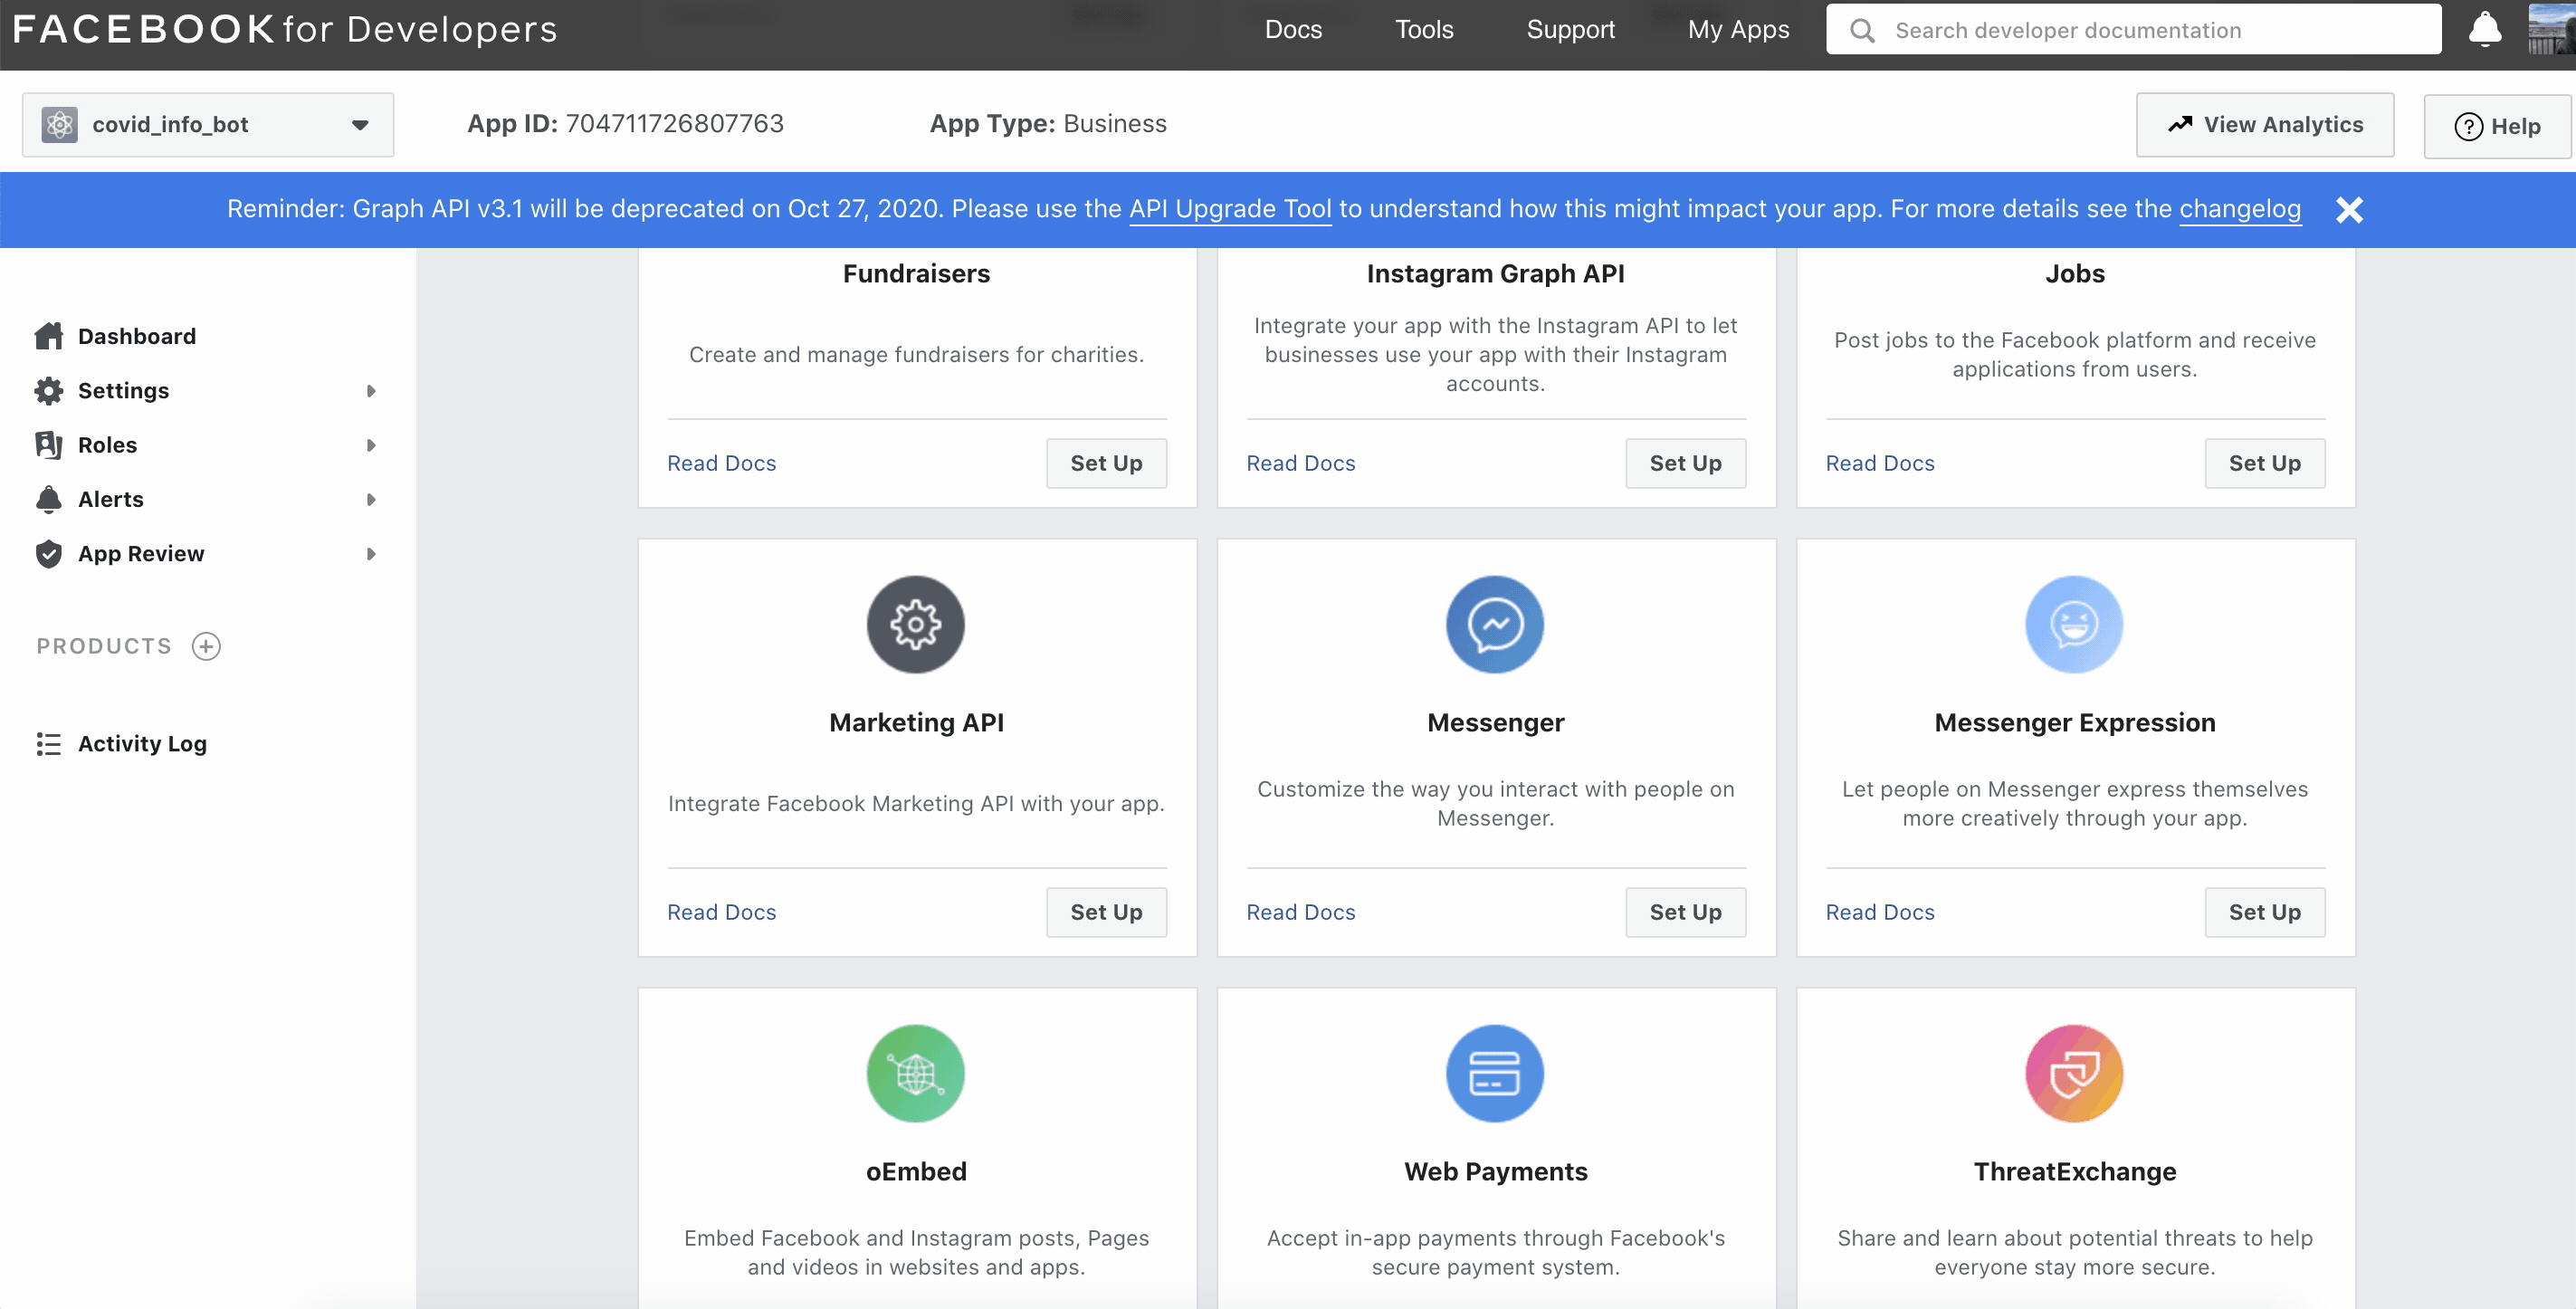 FACEBOOK for Developers
Docs
Tools
Support
My Apps
Search developer documentation
covid_info_bot
App ID: 704711726807763
App Type: Business
View Analytics
Help
Reminder: Graph API v3.1 will be deprecated on Oct 27, 2020. Please use the API Upgrade Tool to understand how this might impact your app. For more details see the changelog
Dashboard
Settings
Roles
Alerts
App Review
PRODUCTS
Activity Log
Fundraisers
Create and manage fundraisers for charities.
Read Docs
Set Up
Instagram Graph API
Integrate your app with the Instagram API to let
businesses use your app with their Instagram
accounts.
Read Docs
Set Up
Jobs
Post jobs to the Facebook platform and receive
applications from users.
Read Docs
Set Up
Marketing API
Integrate Facebook Marketing API with your app.
Read Docs
Set Up
Messenger
Customize the way you interact with people on
Messenger.
Read Docs
Set Up
Messenger Expression
Let people on Messenger express themselves
more creatively through your app.
Read Docs
Set Up
oEmbed
Embed Facebook and Instagram posts, Pages
and videos in websites and apps.
Web Payments
Accept in-app payments through Facebook's
secure payment system.
ThreatExchange
Share and learn about potential threats to help
everyone stay more secure.